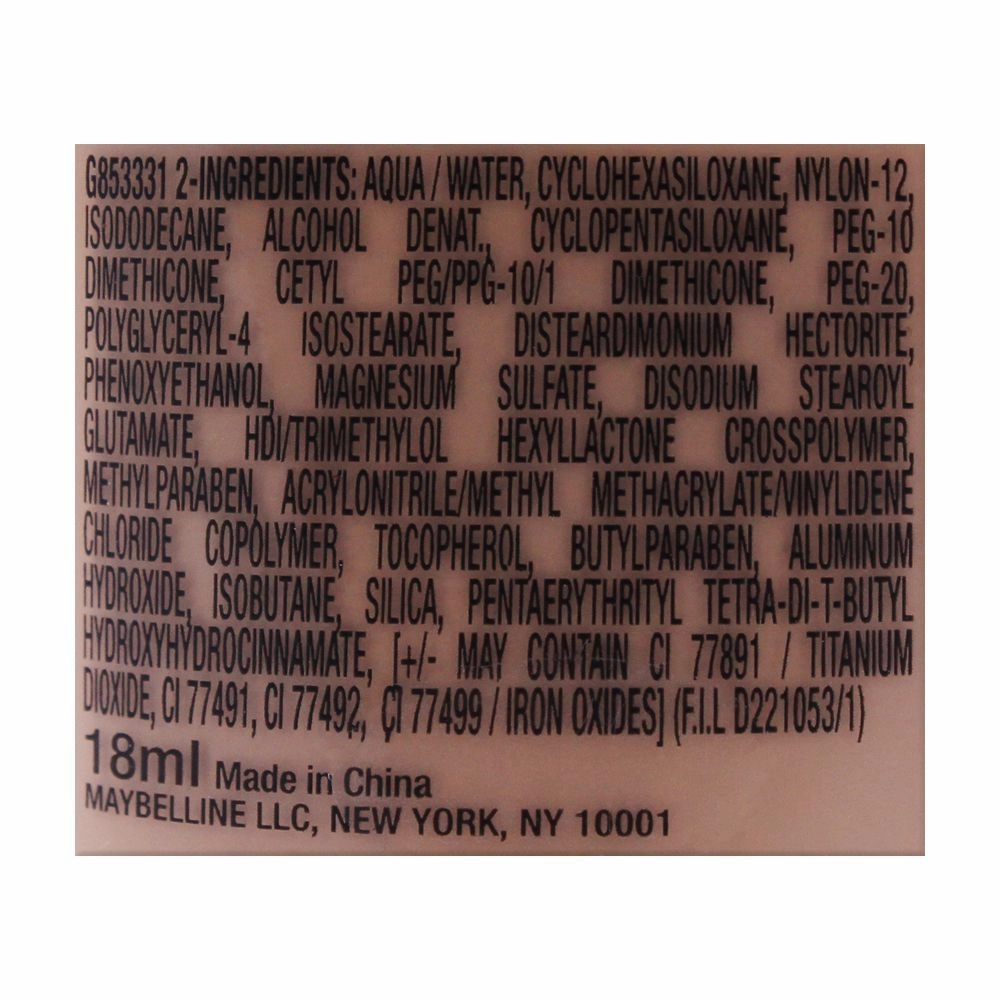 G853331 2-INGREDIENTS: AQUA / WATER, CYCLOHEXASILOXANE, NYLON-12,
ISODODECANE, ALCOHOL DENAT., CYCLOPENTASILOXANE, PEG-10
DIMETHICONE, CETYL PEG/PPG-10/1 DIMETHICONE, PEG-20,
POLYGLYCERYL-4 ISOSTEARATE, DISTEARDIMONIUM HECTORITE,
PHENOXYETHANOL, MAGNESIUM SULFATE, DISODIUM STEAROYL
GLUTAMATE, HDI/TRIMETHYLOL HEXYLLACTONE CROSSPOLYMER,
METHYLPARABEN, ACRYLONITRILE/METHYL METHACRYLATE/VINYLIDENE
CHLORIDE COPOLYMER, TOCOPHEROL, BUTYLPARABEN, ALUMINUM
HYDROXIDE, ISOBUTANE, SILICA, PENTAERYTHRITYL TETRA-DI-T-BUTYL
HYDROXYHYDROCINNAMATE, [+/- MAY CONTAIN CI 77891 / TITANIUM
DIOXIDE, CI 77491, CI 77492, CI 77499 / IRON OXIDES] (F.I.L D221053/1)
18ml Made in China
MAYBELLINE LLC, NEW YORK, NY 10001